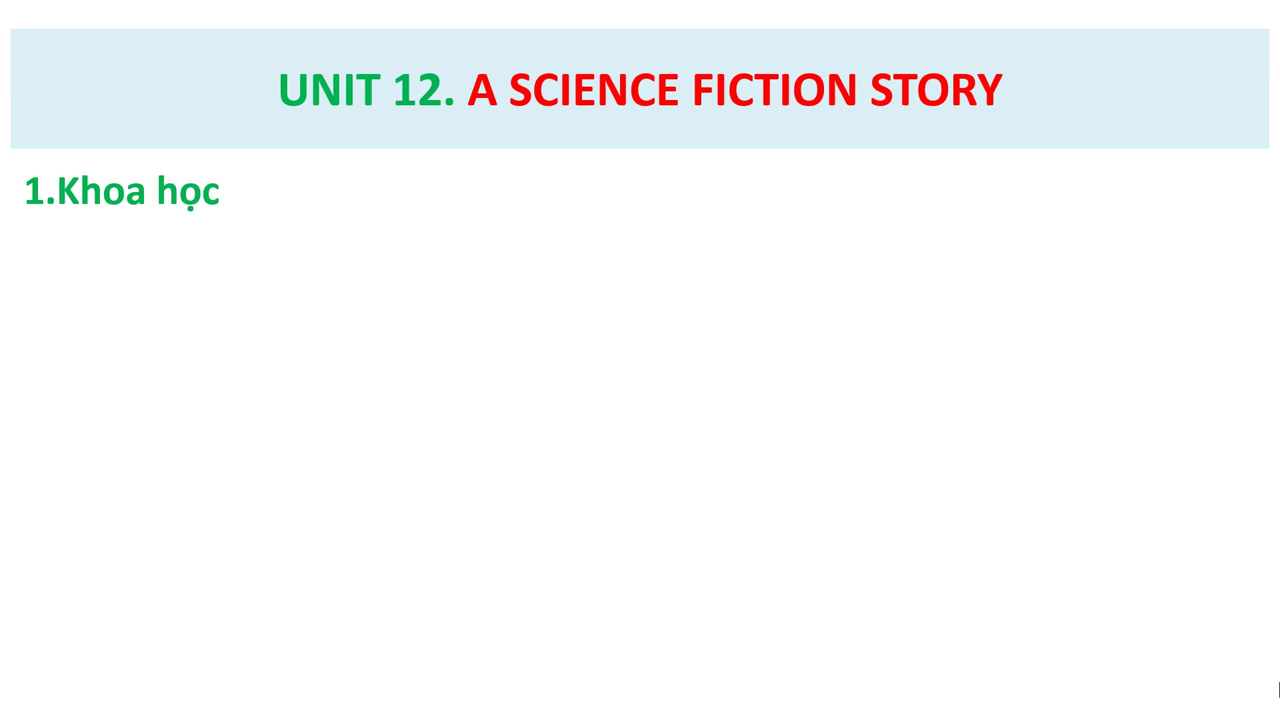 UNIT 12. A SCIENCE FICTION STORY
1.Khoa học